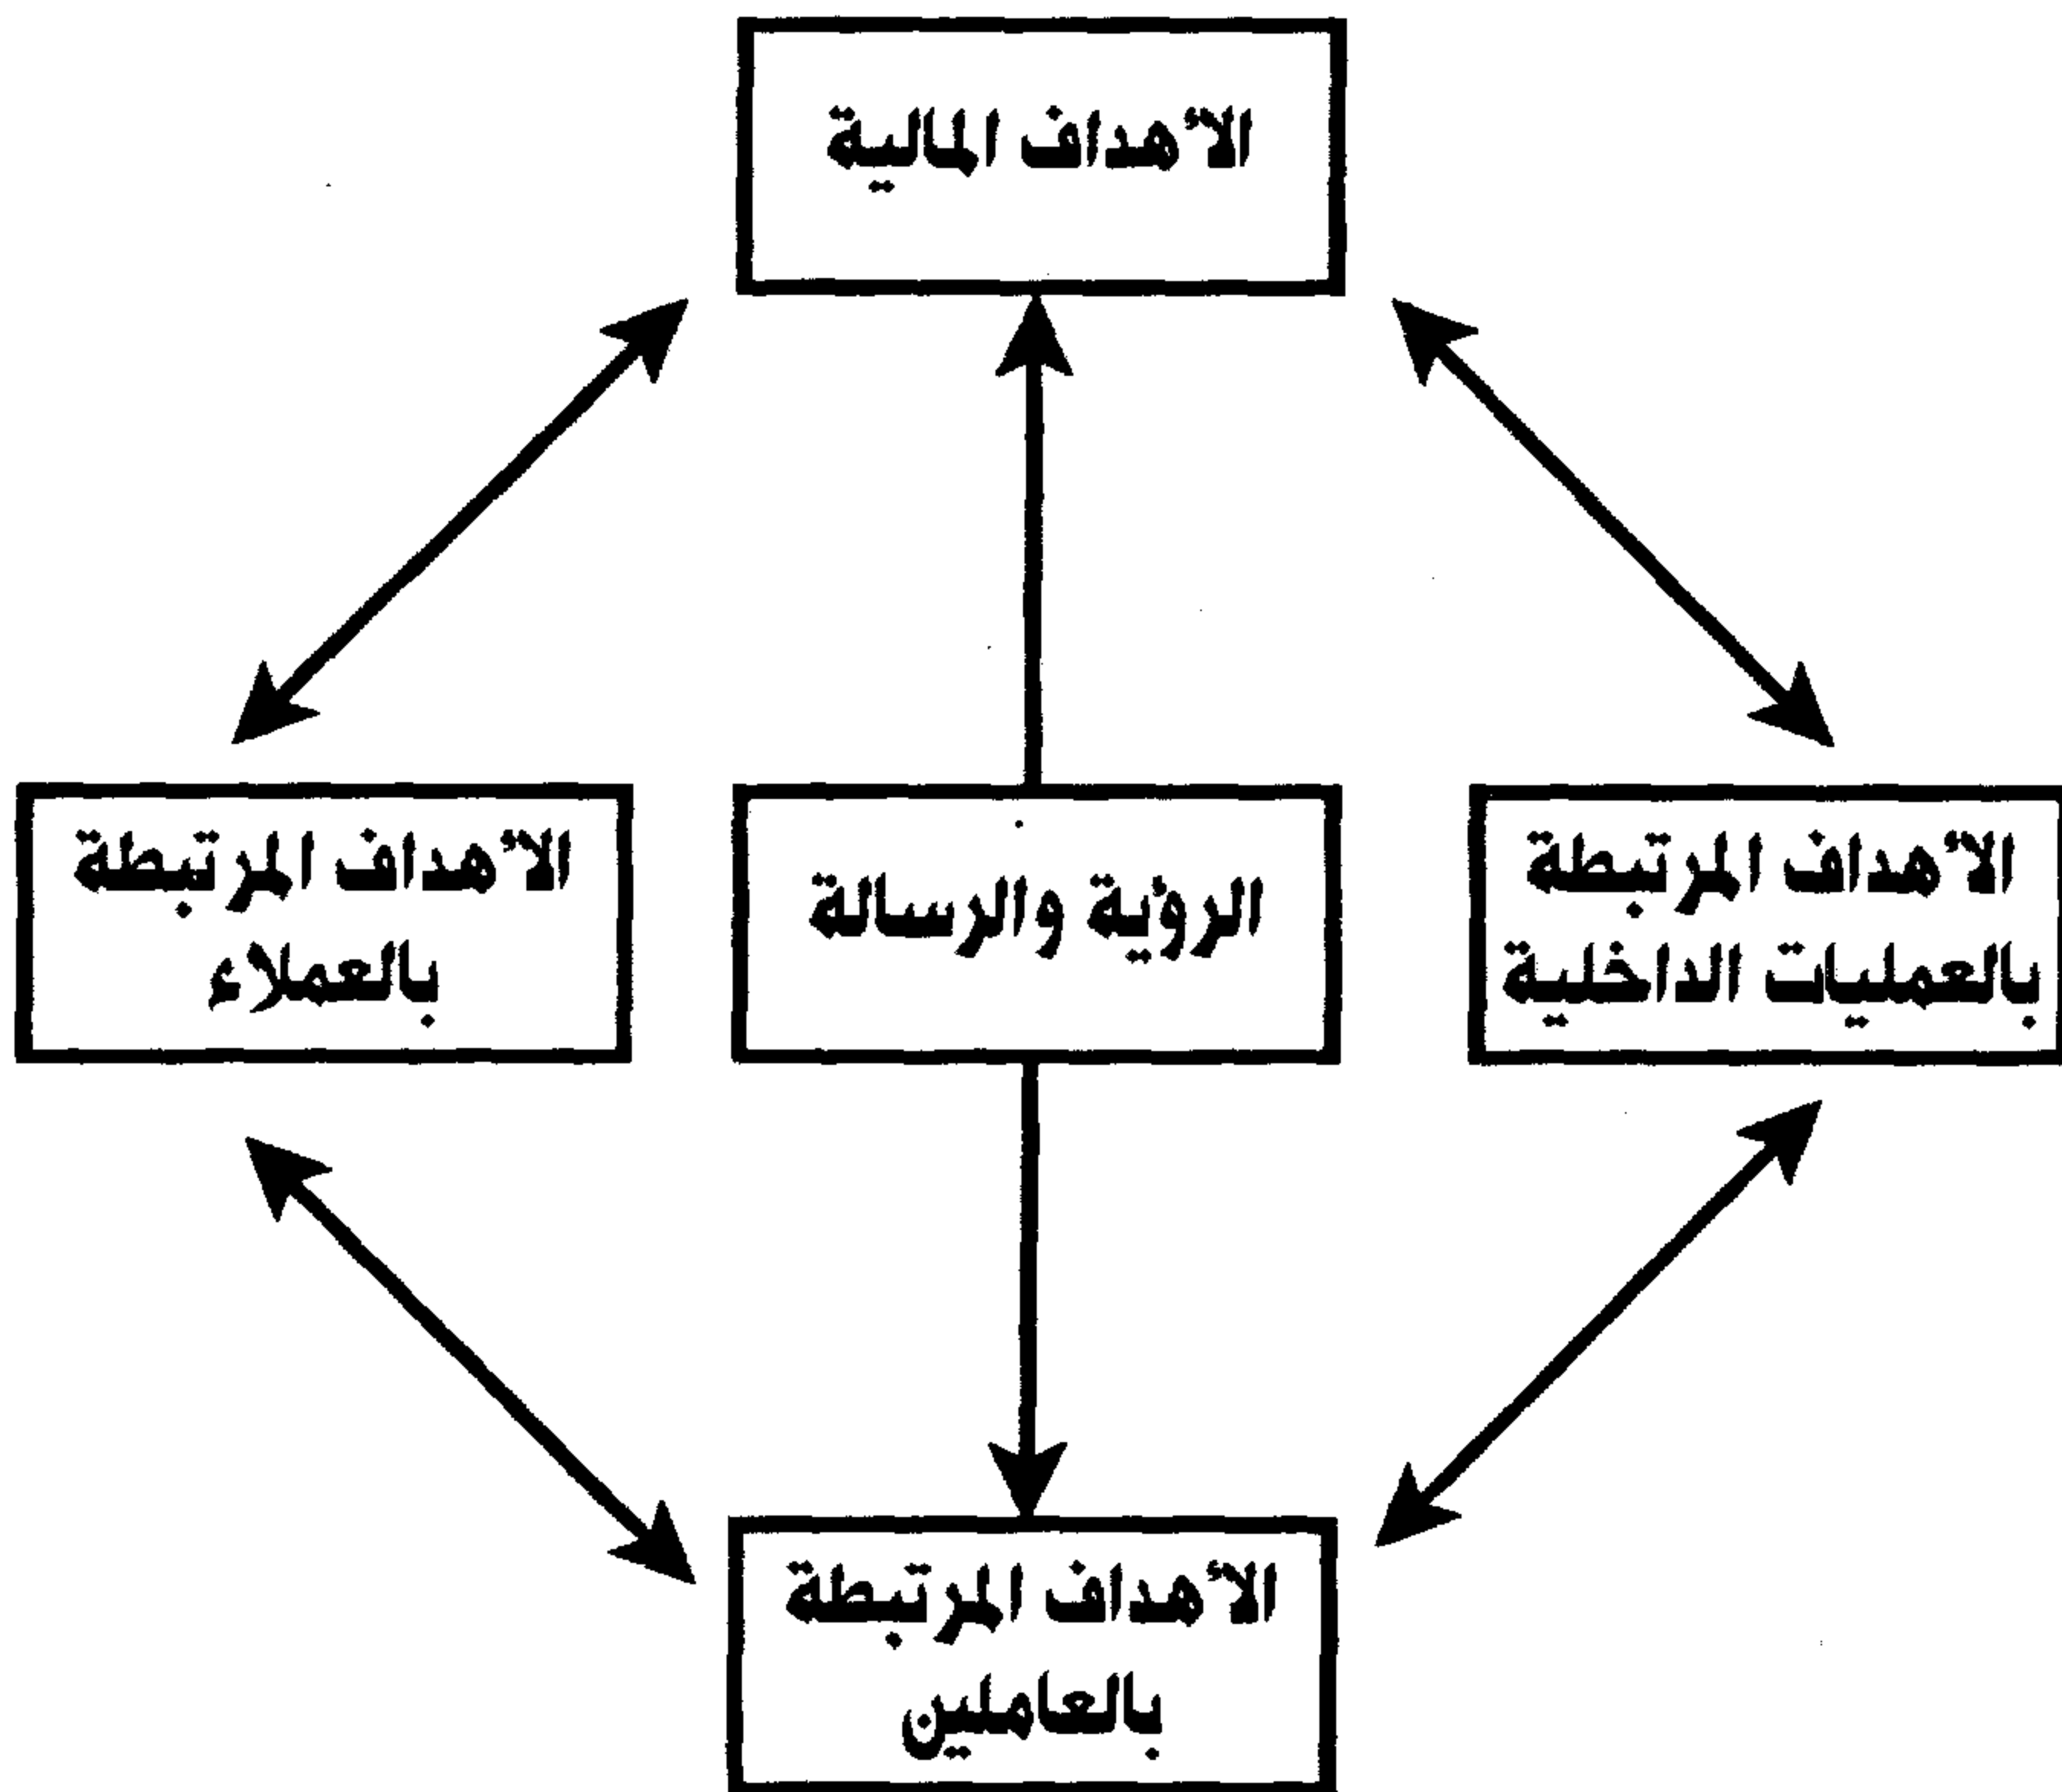 الأهداف المالية
الأهداف المرتبطة
بالعمليات الداخلية
الرؤية والرسالة
الأهداف المرتبطة
بالعملاء
الأهداف المرتبطة
بالعاملين